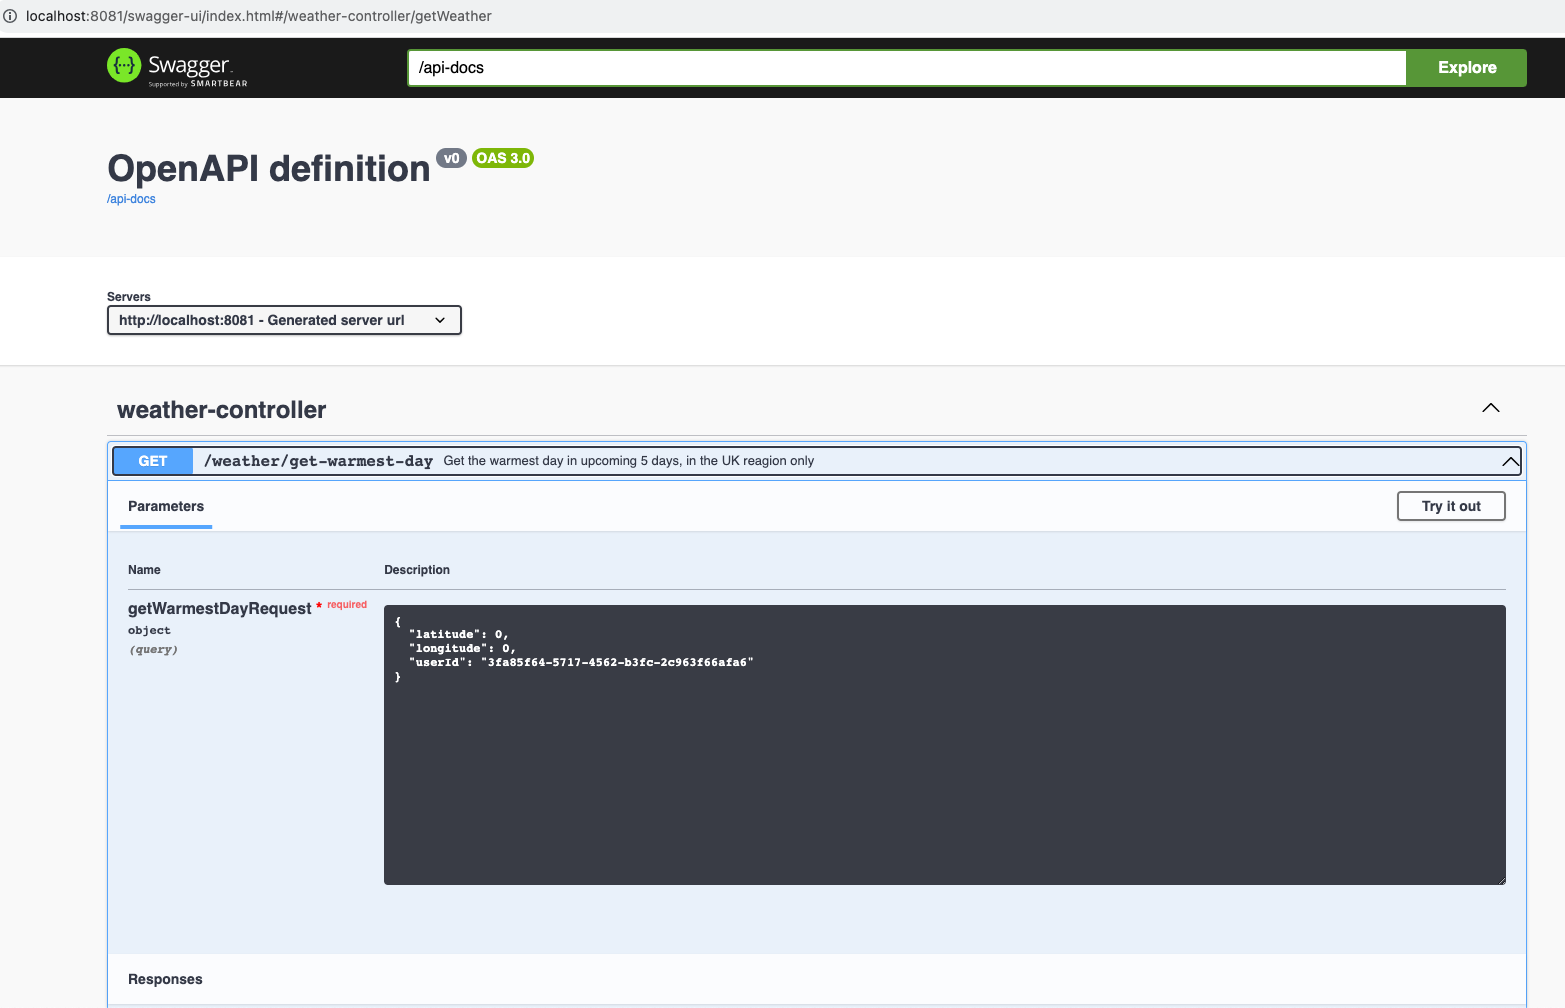 localhost:8081/swagger-ui/index.html#/weather-controller/getWeather
Swagger
Supported by SMARTBEAR
/api-docs
Explore
OpenAPI definition v0 OAS 3.0
/api-docs
Servers
http://localhost:8081 - Generated server url
weather-controller
GET /weather/get-warmest-day Get the warmest day in upcoming 5 days, in the UK reagion only
Parameters
Try it out
Name Description
getWarmestDayRequest * required
object
(query)
{
"latitude": 0,
"longitude": 0,
"userId": "3fa85f64-5717-4562-b3fc-2c963f66afa6"
}
Responses